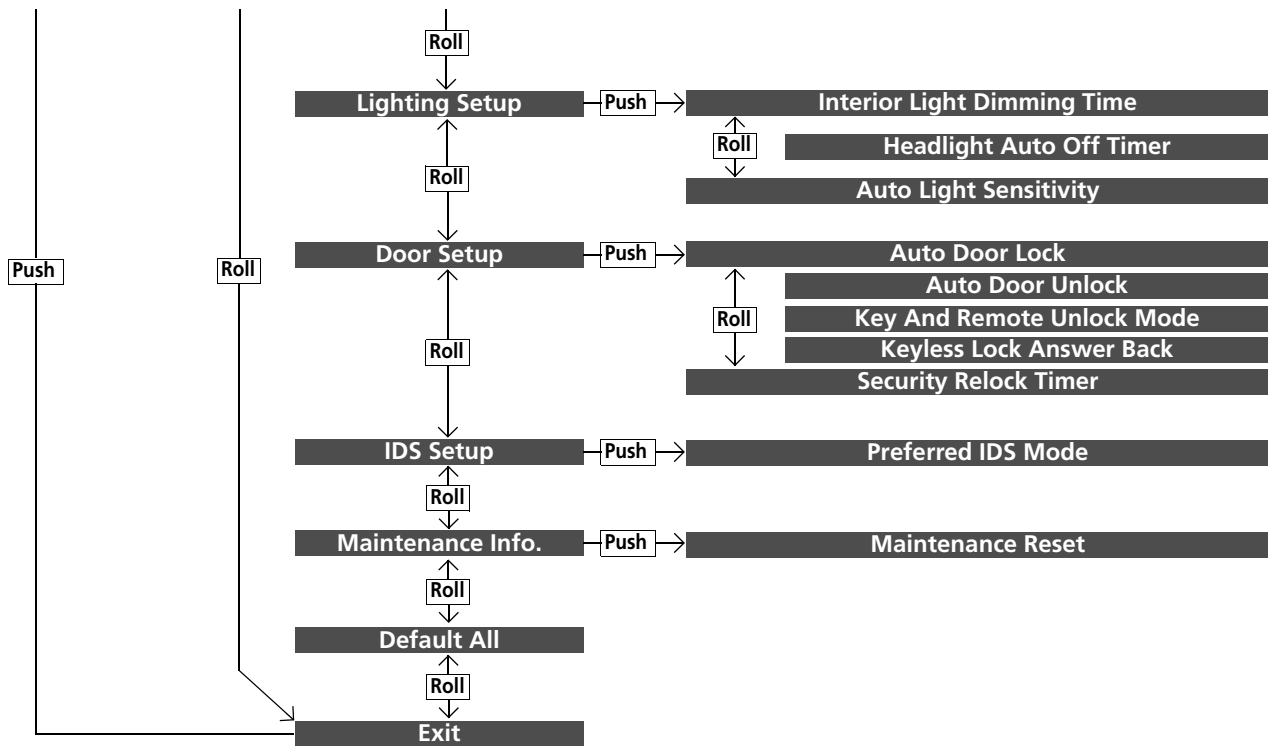 Roll
Lighting Setup
Push
Interior Light Dimming Time
Roll
Headlight Auto Off Timer
Auto Light Sensitivity
Roll
Door Setup
Push
Auto Door Lock
Push
Roll
Auto Door Unlock
Roll
Key And Remote Unlock Mode
Keyless Lock Answer Back
Roll
Security Relock Timer
IDS Setup
Push
Preferred IDS Mode
Roll
Maintenance Info.
Push
Maintenance Reset
Roll
Default All
Roll
Exit